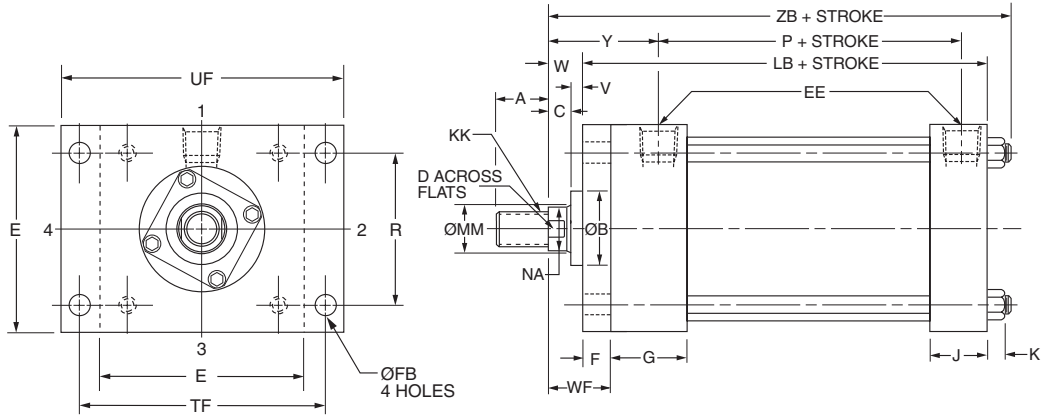 ZB + STROKE
Y
P + STROKE
W
LB + STROKE
UF
V
A
C
EE
1
KK
D ACROSS
FLATS
E
4
2
R
ØMM
ØB
NA
3
F
G
J
K
E
ØFB
4 HOLES
WF
TF